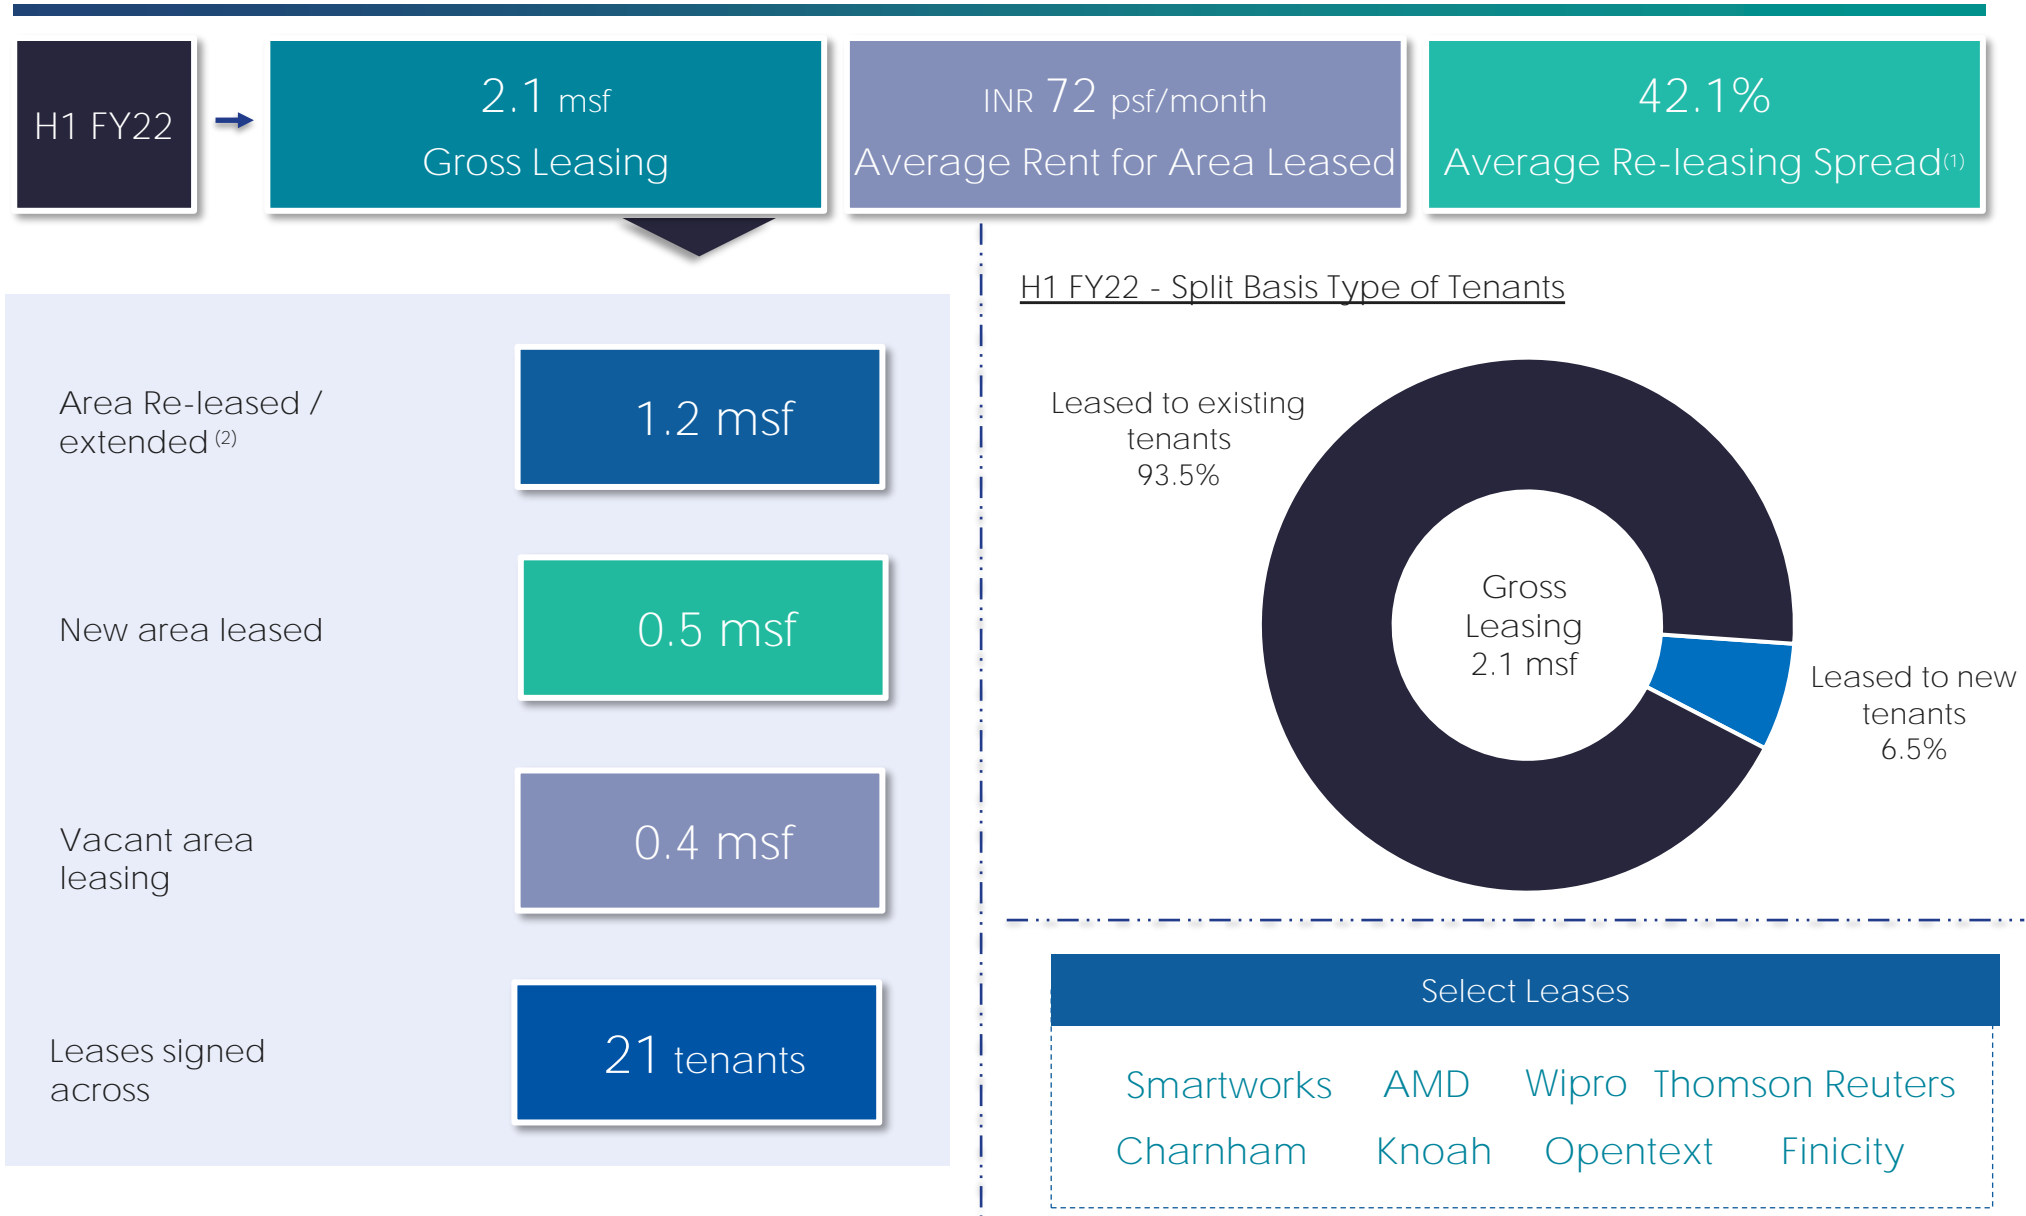 H1 FY22
2.1 msf
Gross Leasing
INR 72 psf/month
Average Rent for Area Leased
42.1%
Average Re-leasing Spread(1)
Area Re-leased /
extended (2)
1.2 msf
New area leased
0.5 msf
Vacant area
leasing
0.4 msf
Leases signed
across
21 tenants
H1 FY22 - Split Basis Type of Tenants
Leased to existing
tenants
93.5%
Gross
Leasing
2.1 msf
Leased to new
tenants
6.5%
Select Leases
Smartworks AMD Wipro Thomson Reuters
Charnham Knoah Opentext Finicity